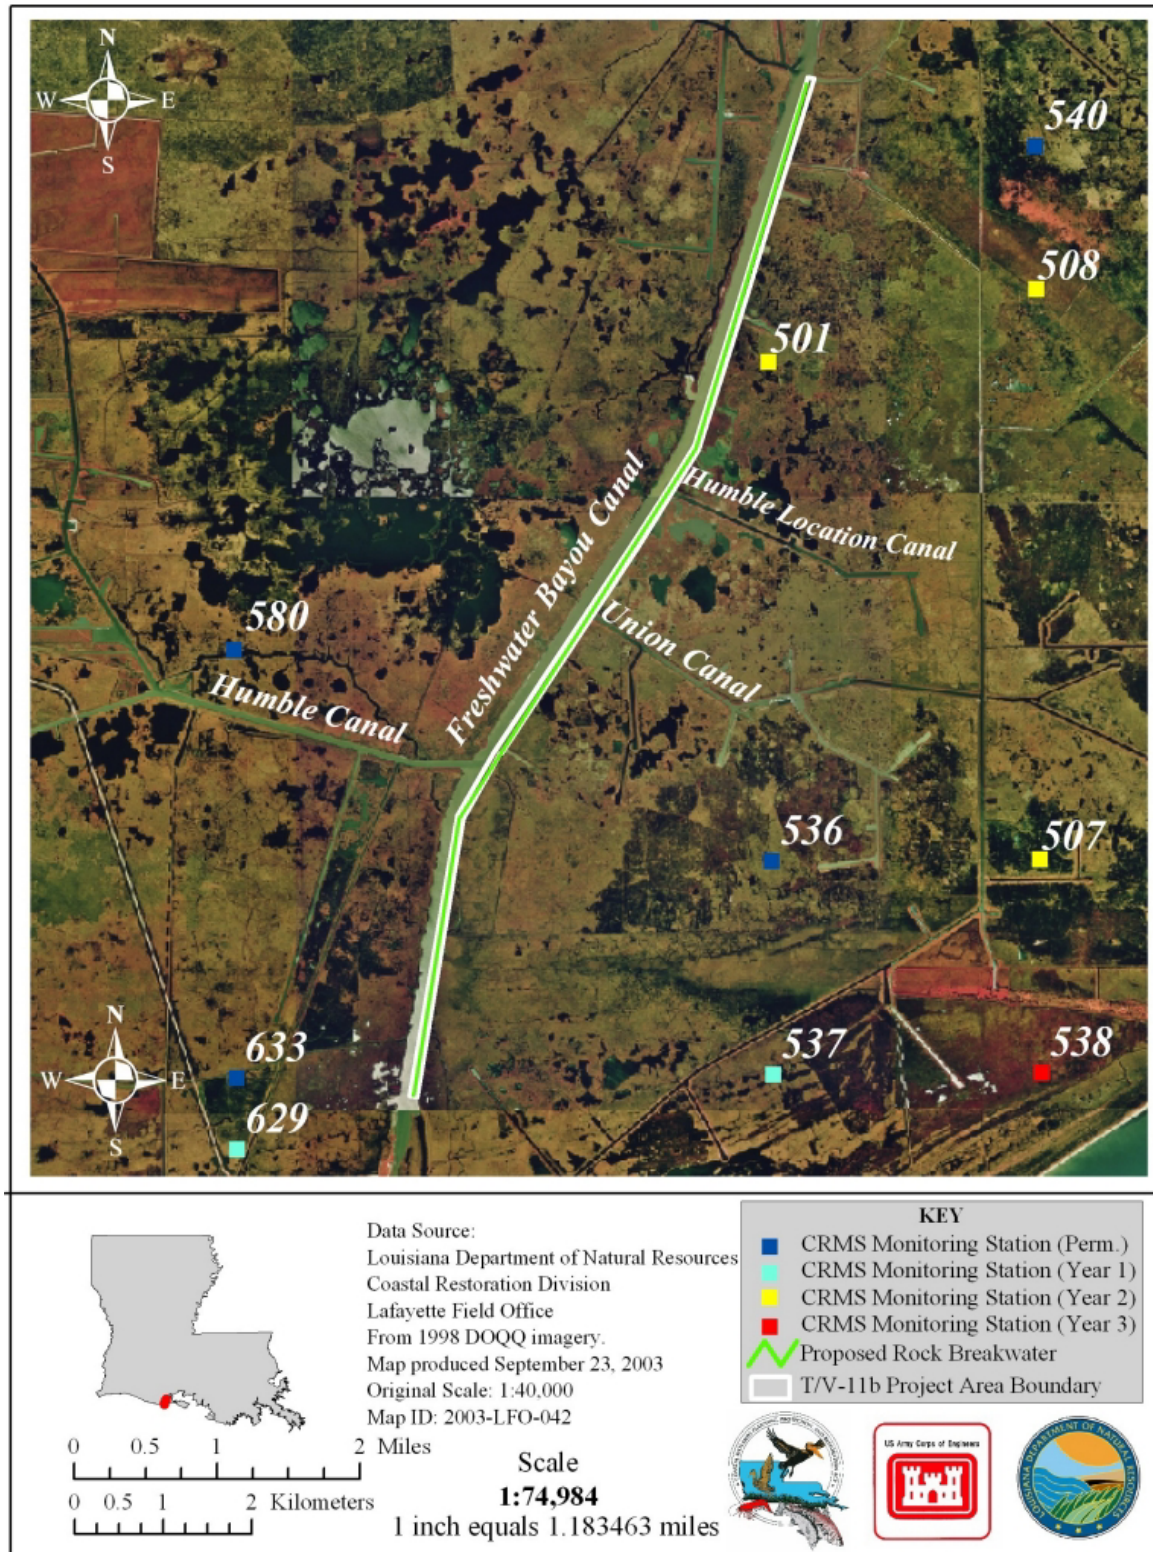 N
W E
S
540
508
501
Freshwater Bayou Canal
Humble Location Canal
Union Canal
580
Humble Canal
536
507
N
W E
S
633
629
537
538
Data Source:
Louisiana Department of Natural Resources
Coastal Restoration Division
Lafayette Field Office
From 1998 DOQQ imagery.
Map produced September 23, 2003
Original Scale: 1:40,000
Map ID: 2003-LFO-042
0 0.5 1 2 Miles
0 0.5 1 2 Kilometers
Scale
1:74,984
1 inch equals 1.183463 miles
KEY
CRMS Monitoring Station (Perm.)
CRMS Monitoring Station (Year 1)
CRMS Monitoring Station (Year 2)
CRMS Monitoring Station (Year 3)
Proposed Rock Breakwater
T/V-11b Project Area Boundary
US Army Corps of Engineers
LOUISIANA DEPARTMENT OF NATURAL RESOURCES